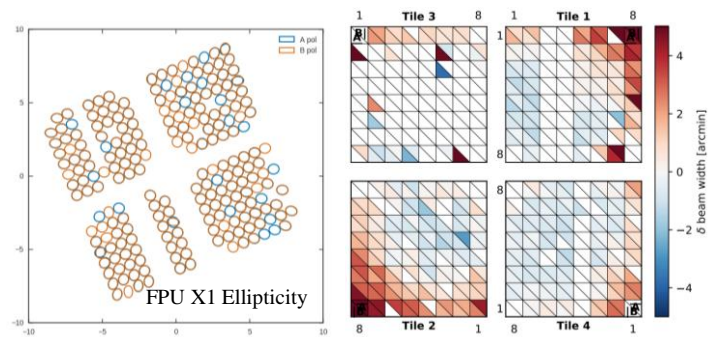 A pol
B pol
10
5
0
−5
−10
−10
−5
0
5
10
FPU X1 Ellipticity
1
Tile 3
8
Tile 1
8
1
8
B
A
8
1
8
Tile 2
1
8
Tile 4
1
4
2
0
−2
−4
δ beam width [arcmin]